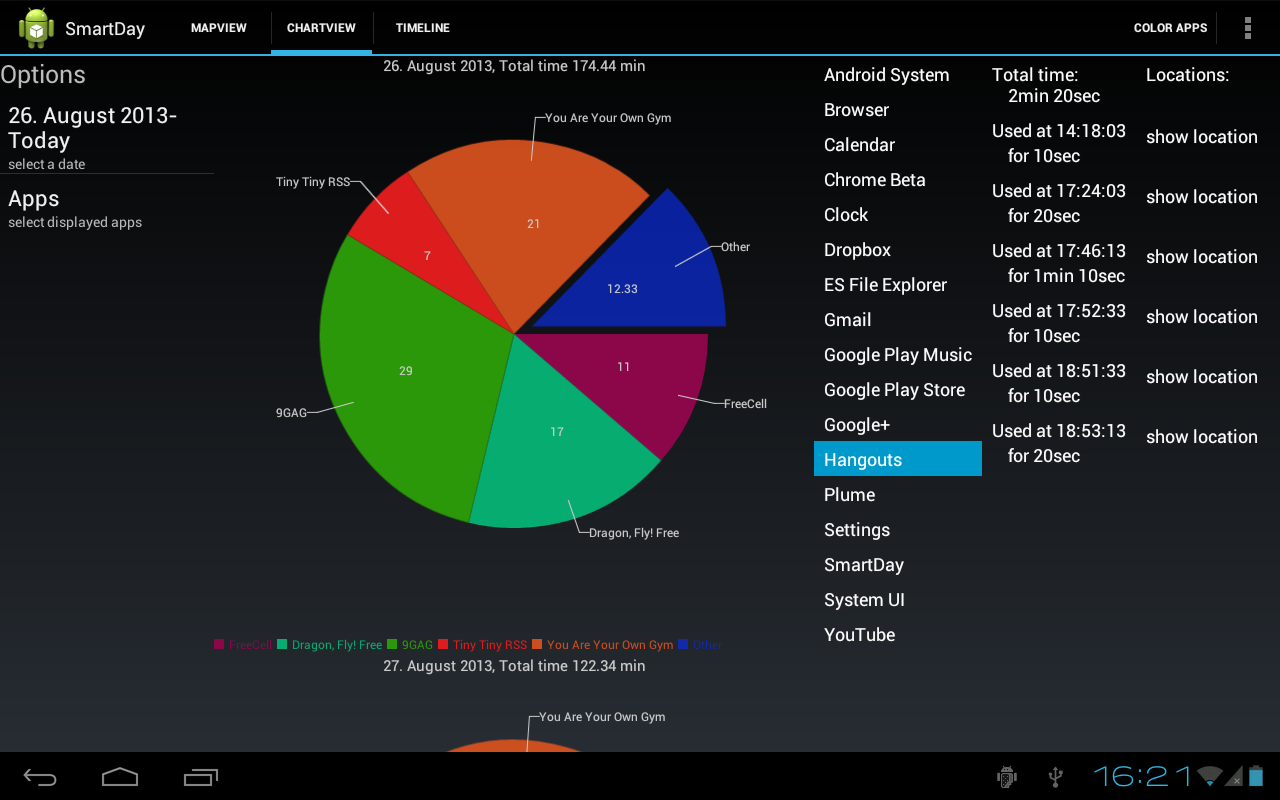 SmartDay
MAPVIEW
CHARTVIEW
TIMELINE
COLOR APPS
Options
26. August 2013-
Today
select a date
Apps
select displayed apps
26. August 2013, Total time 174.44 min
You Are Your Own Gym
Tiny Tiny RSS
21
7
Other
12.33
29
11
9GAG
FreeCell
17
Dragon, Fly! Free
FreeCell Dragon, Fly! Free 9GAG Tiny Tiny RSS You Are Your Own Gym Other
27. August 2013, Total time 122.34 min
You Are Your Own Gym
Android System
Browser
Calendar
Chrome Beta
Clock
Dropbox
ES File Explorer
Gmail
Google Play Music
Google Play Store
Google+
Hangouts
Plume
Settings
SmartDay
System UI
YouTube
Total time:
2min 20sec
Used at 14:18:03
for 10sec
Used at 17:24:03
for 20sec
Used at 17:46:13
for 1min 10sec
Used at 17:52:33
for 10sec
Used at 18:51:33
for 10sec
Used at 18:53:13
for 20sec
Locations:
show location
show location
show location
show location
show location
show location
16:21